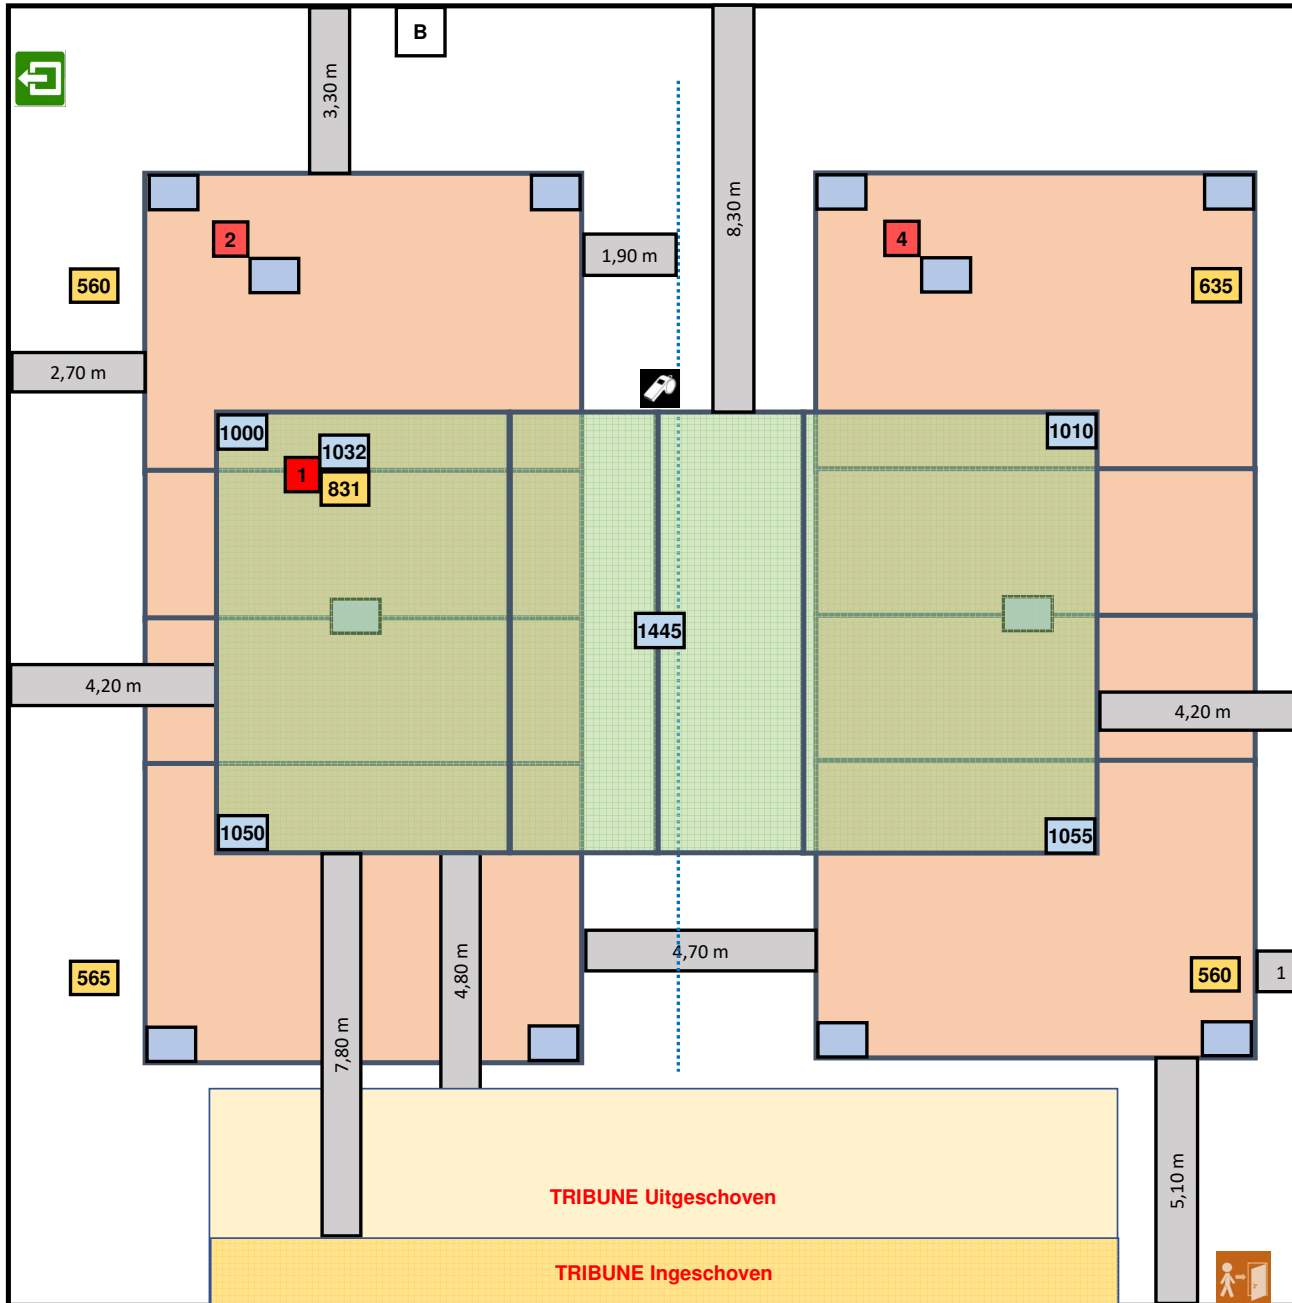 B
3,30 m
8,30 m
2
4
1,90 m
560
635
2,70 m
1000
1032
1010
1
831
1445
4,20 m
4,20 m
1050
1055
4,80 m
4,70 m
565
560
1
7,80 m
5,10 m
TRIBUNE Uitgeschoven
TRIBUNE Ingeschoven